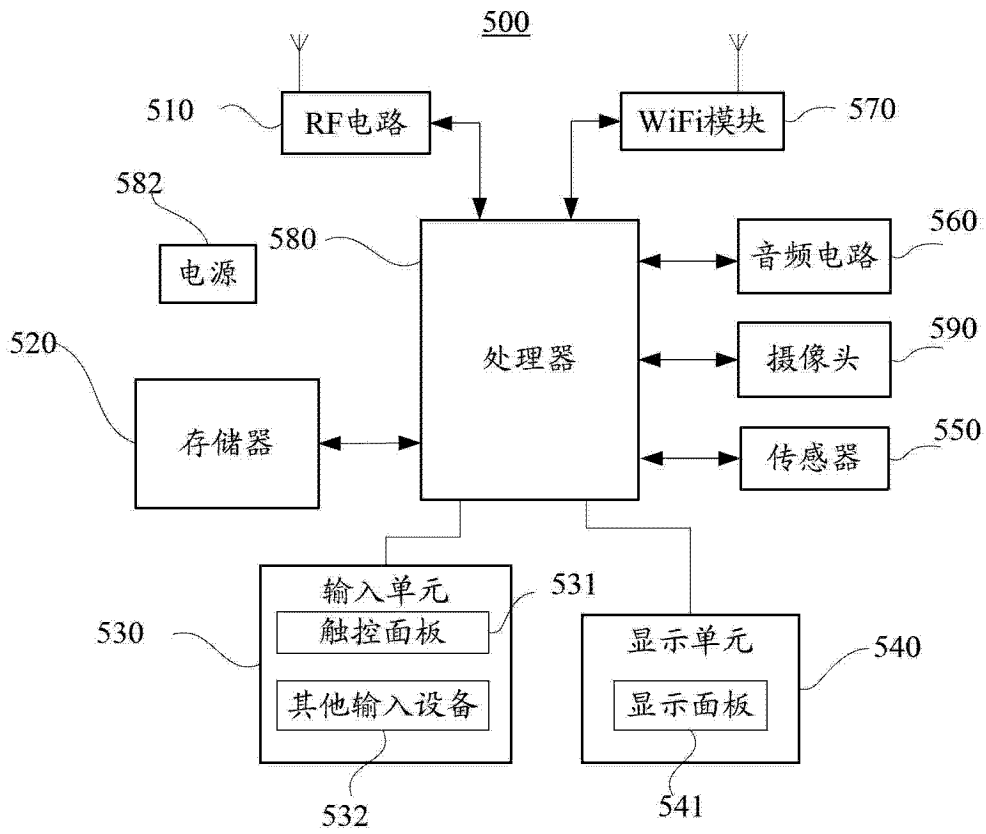 500
510
RF电路
WiFi模块
570
582
电源
580
处理器
音频电路
560
摄像头
590
520
存储器
传感器
550
输入单元
触控面板
531
530
其他输入设备
532
显示单元
540
显示面板
541